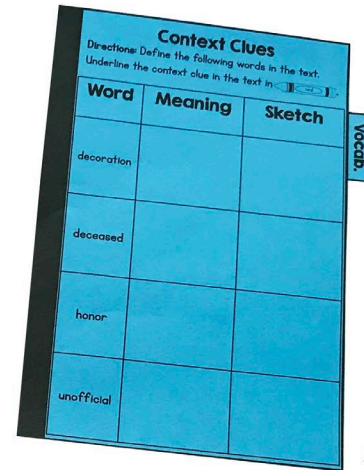 Context Clues
Directions: Define the following words in the text.
Underline the context clue in the text in red.
Word Meaning Sketch
vocab.
decoration
deceased
honor
unofficial